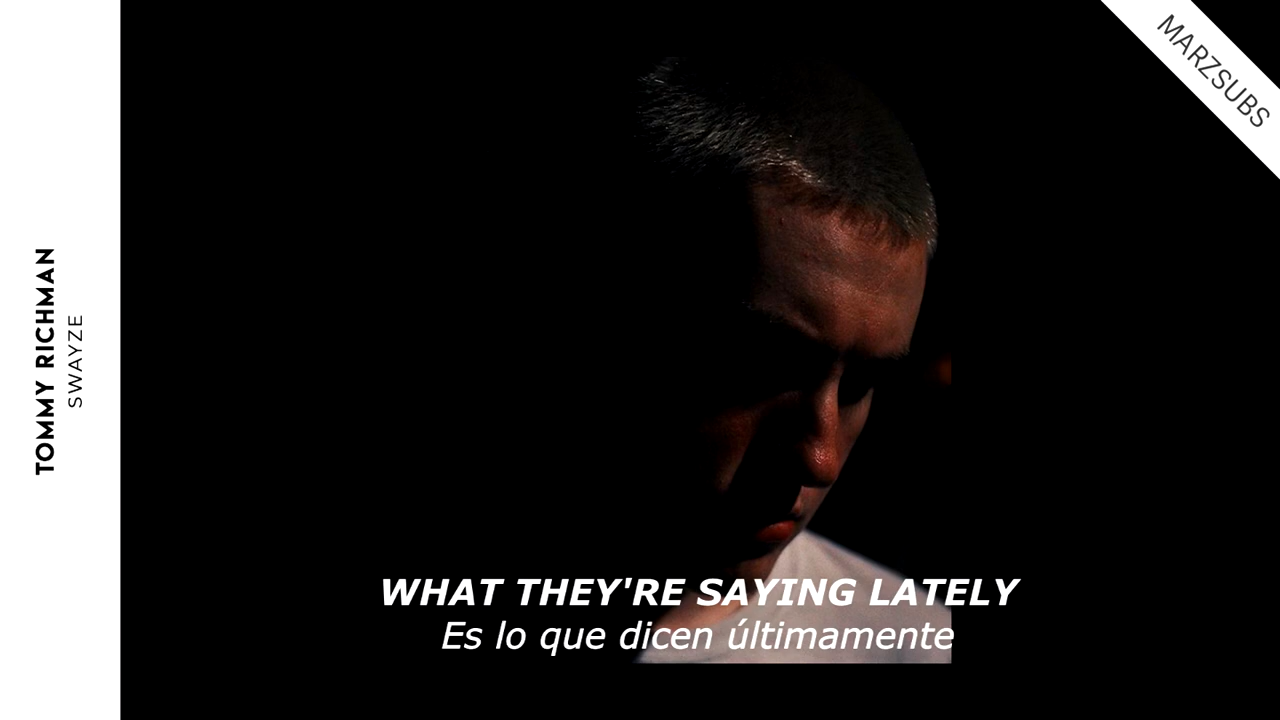 TOMMY RICHMAN
SWAYZE
MARZSUBS
WHAT THEY'RE SAYING LATELY
Es lo que dicen últimamente